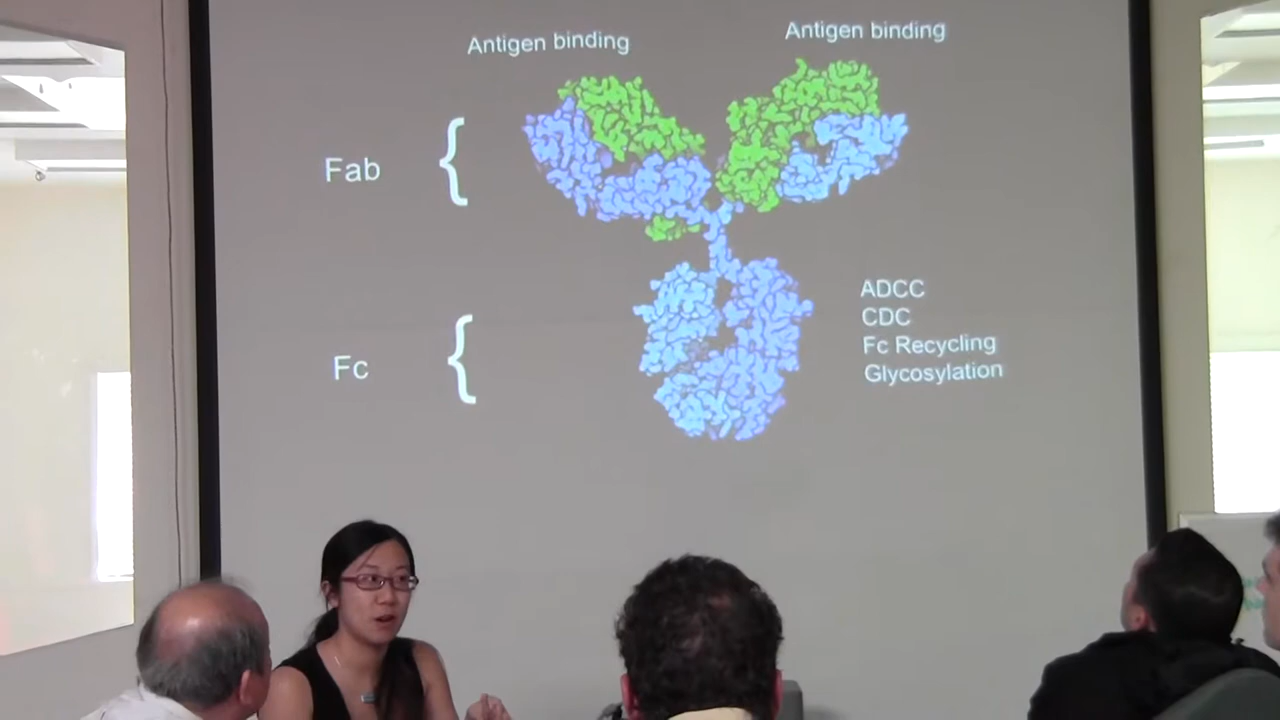 Antigen binding
Antigen binding
Fab
{
Fc
{
ADCC
CDC
Fc Recycling
Glycosylation